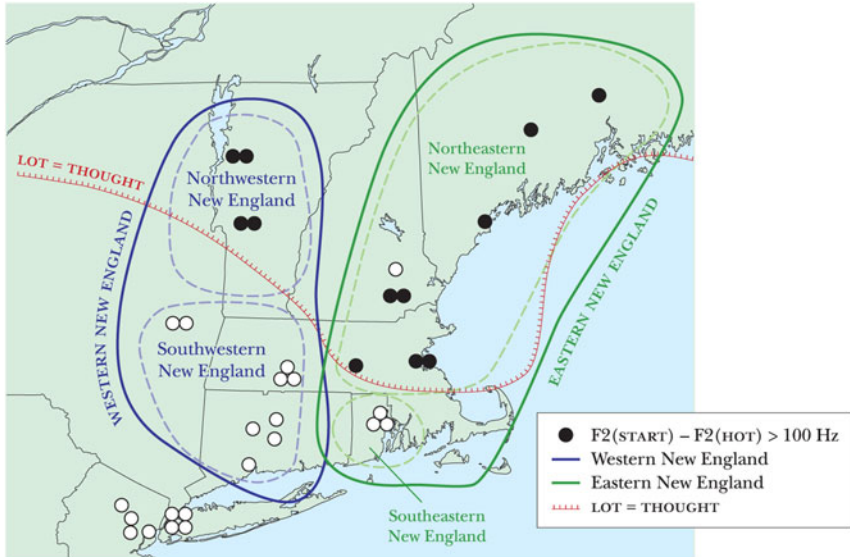 LOT = THOUGHT
Northwestern
New England
Northeastern
New England
WESTERN NEW ENGLAND
Southwestern
New England
EASTERN NEW ENGLAND
Southeastern
New England
F2(START) – F2(HOT) > 100 Hz
Western New England
Eastern New England
LOT = THOUGHT